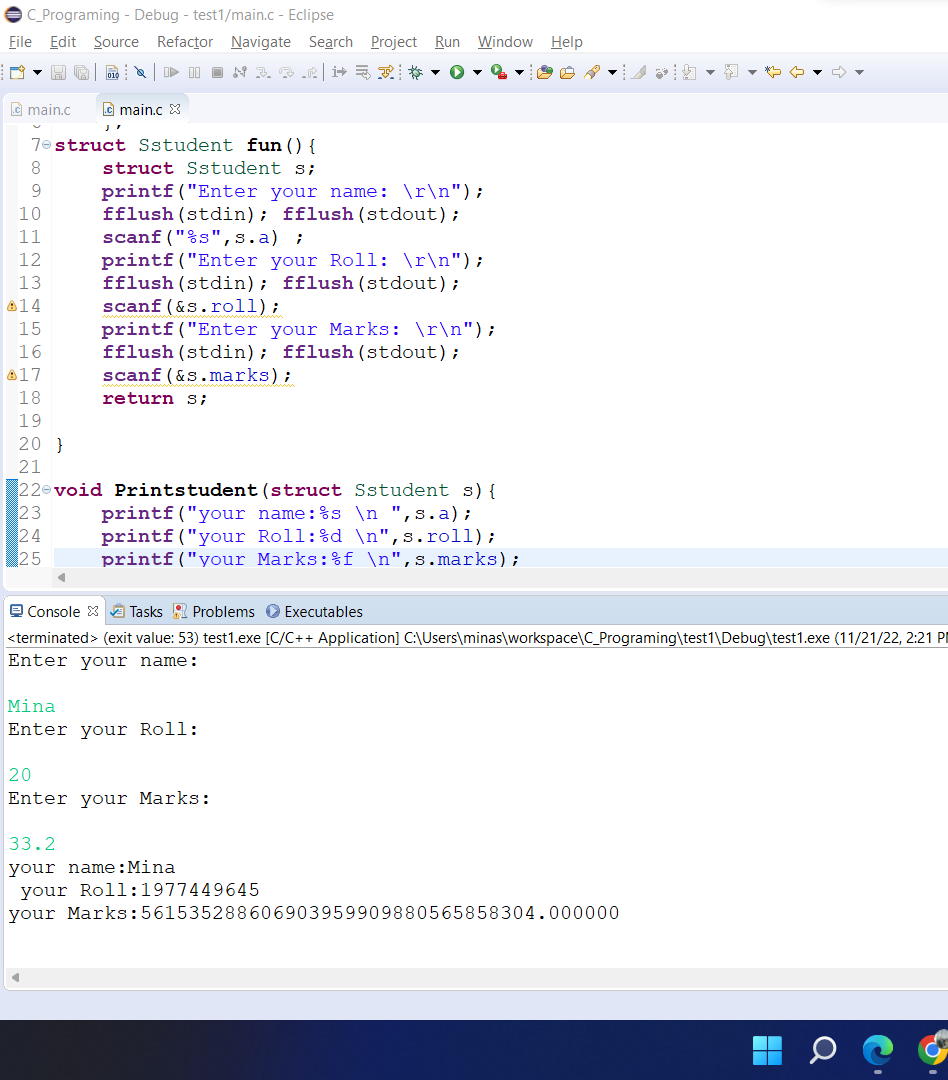 C_Programing - Debug - test1/main.c - Eclipse
File Edit Source Refactor Navigate Search Project Run Window Help
main.c main.c
6 };
7 struct Sstudent fun(){
8 struct Sstudent s;
9 printf("Enter your name: \r\n");
10 fflush(stdin); fflush(stdout);
11 scanf("%s",s.a) ;
12 printf("Enter your Roll: \r\n");
13 fflush(stdin); fflush(stdout);
14 scanf(&s.roll);
15 printf("Enter your Marks: \r\n");
16 fflush(stdin); fflush(stdout);
17 scanf(&s.marks);
18 return s;
19
20 }
21
22 void Printstudent(struct Sstudent s){
23 printf("your name:%s \n ",s.a);
24 printf("your Roll:%d \n",s.roll);
25 printf("your Marks:%f \n",s.marks);
Console Tasks Problems Executables
<terminated> (exit value: 53) test1.exe [C/C++ Application] C:\Users\minas\workspace\C_Programing\test1\Debug\test1.exe (11/21/22, 2:21 PM
Enter your name:
Mina
Enter your Roll:
20
Enter your Marks:
33.2
your name:Mina
your Roll:1977449645
your Marks:56153528860690395990988056585​8304.000000